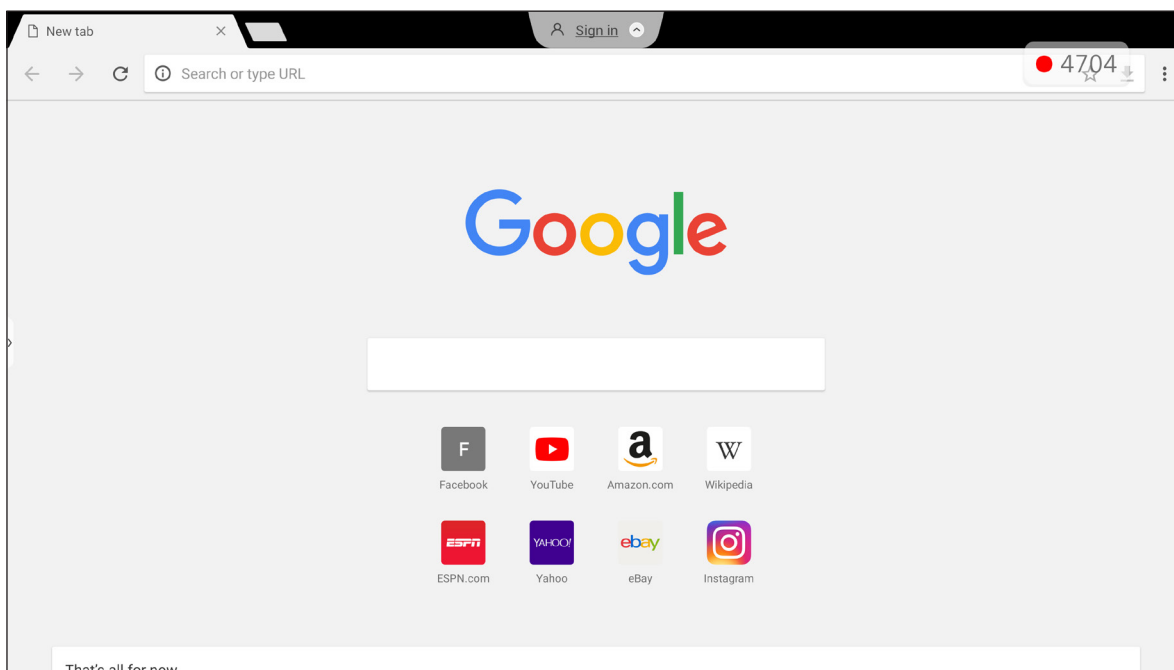 New tab
Sign in
Search or type URL
4704
Google
F
a
W
Facebook
YouTube
Amazon.com
Wikipedia
ESPN
YAHOO!
ebay
ESPN.com
Yahoo
eBay
Instagram
That's all for now